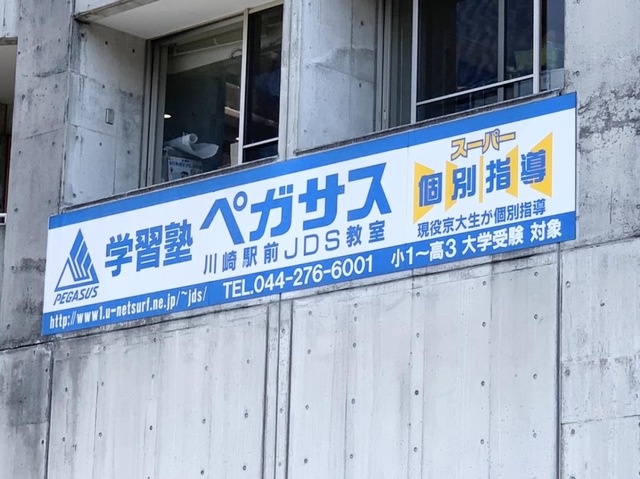 学習塾 ペガサス
川崎駅前JDS教室
PEGASUS
スーパー
個別指導
現役京大生が個別指導
http://www1.u-netsurf.ne.jp/~jds/
TEL.044-276-6001
小1～高3 大学受験 対象